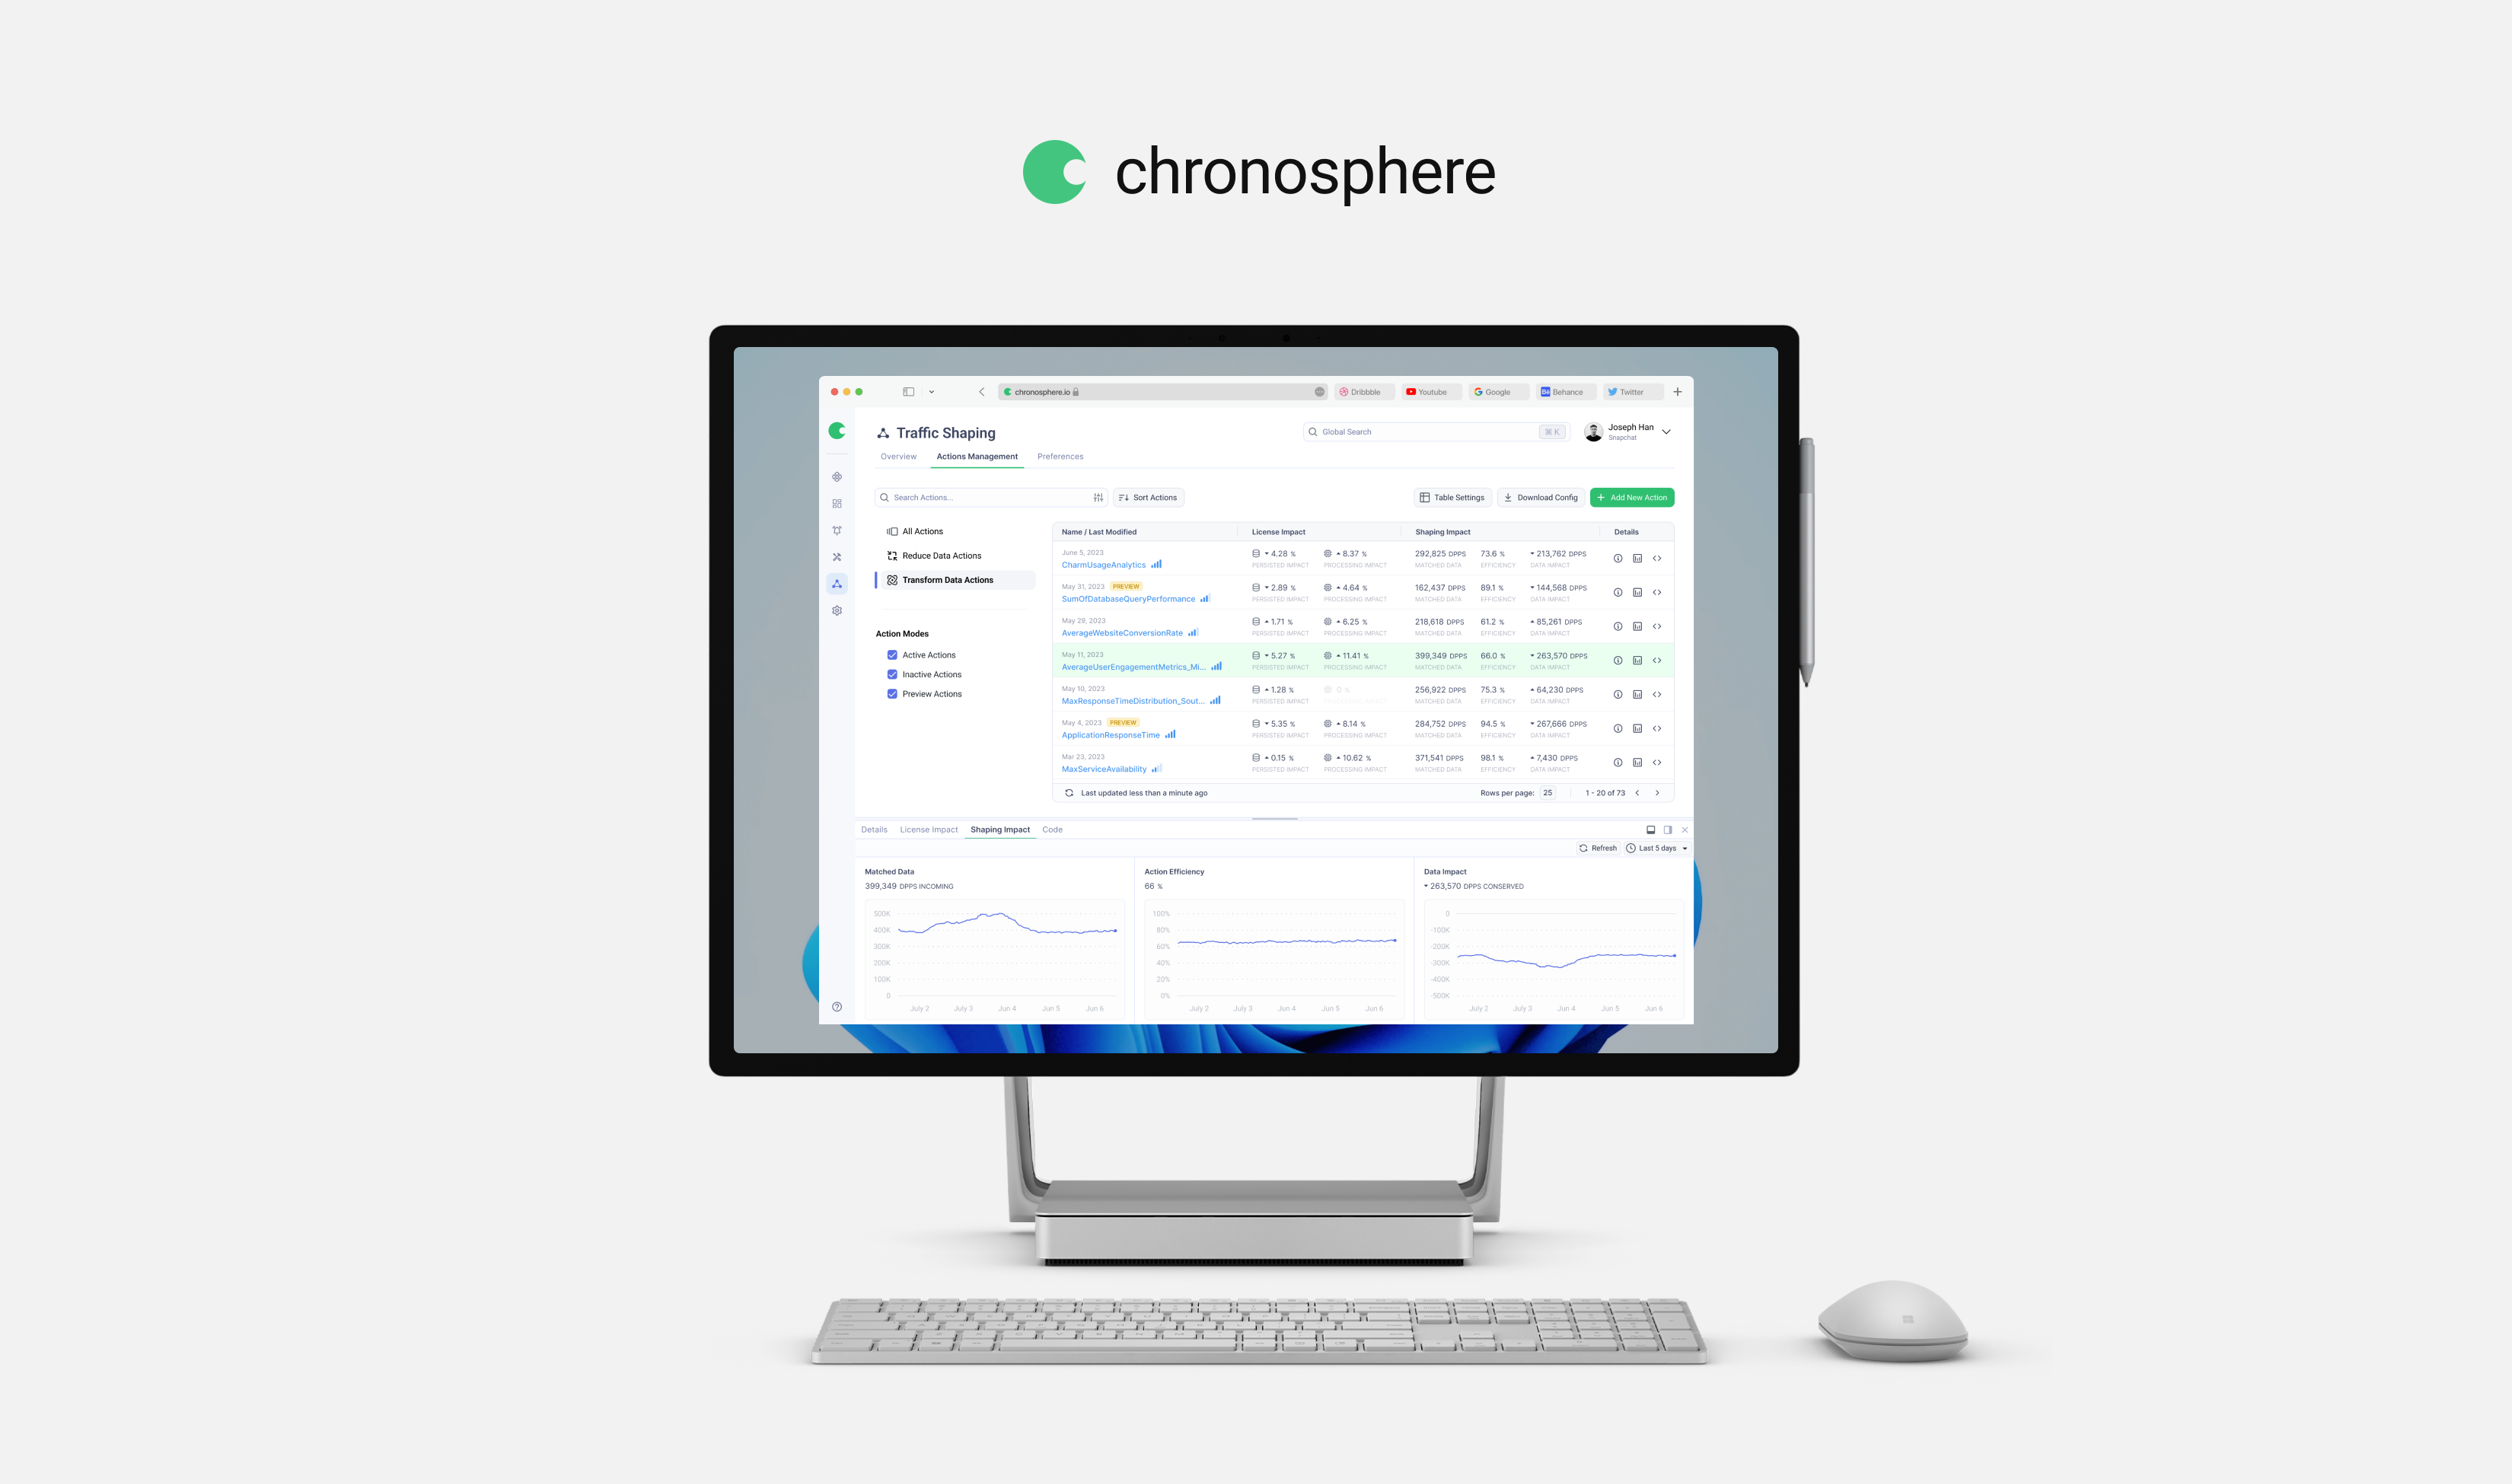 chronosphere
chronosphere.io
Dribbble
Youtube
Google
Behance
Twitter
Traffic Shaping
Global Search
⌘ K
Joseph Han
Snapchat
Overview
Actions Management
Preferences
Search Actions...
Sort Actions
Table Settings
Download Config
Add New Action
All Actions
Reduce Data Actions
Transform Data Actions
Action Modes
Active Actions
Inactive Actions
Preview Actions
Name / Last Modified
License Impact
Shaping Impact
Details
June 5, 2023
CharmUsageAnalytics
4.28 %
PERSISTED IMPACT
8.37 %
PROCESSING IMPACT
292,825 DPPS
MATCHED DATA
73.6 %
EFFICIENCY
213,762 DPPS
DATA IMPACT
May 31, 2023 PREVIEW
SumOfDatabaseQueryPerformance
2.89 %
PERSISTED IMPACT
4.64 %
PROCESSING IMPACT
162,437 DPPS
MATCHED DATA
89.1 %
EFFICIENCY
144,568 DPPS
DATA IMPACT
May 29, 2023
AverageWebsiteConversionRate
1.71 %
PERSISTED IMPACT
6.25 %
PROCESSING IMPACT
218,618 DPPS
MATCHED DATA
61.2 %
EFFICIENCY
85,261 DPPS
DATA IMPACT
May 11, 2023
AverageUserEngagementMetrics_Mi...
5.27 %
PERSISTED IMPACT
11.41 %
PROCESSING IMPACT
399,349 DPPS
MATCHED DATA
66.0 %
EFFICIENCY
263,570 DPPS
DATA IMPACT
May 10, 2023
MaxResponseTimeDistribution_Sout...
1.28 %
PERSISTED IMPACT
0 %
PROCESSING IMPACT
256,922 DPPS
MATCHED DATA
75.3 %
EFFICIENCY
64,230 DPPS
DATA IMPACT
May 4, 2023 PREVIEW
ApplicationResponseTime
5.35 %
PERSISTED IMPACT
8.14 %
PROCESSING IMPACT
284,752 DPPS
MATCHED DATA
94.5 %
EFFICIENCY
267,666 DPPS
DATA IMPACT
Mar 23, 2023
MaxServiceAvailability
0.15 %
PERSISTED IMPACT
10.62 %
PROCESSING IMPACT
371,541 DPPS
MATCHED DATA
98.1 %
EFFICIENCY
7,430 DPPS
DATA IMPACT
Last updated less than a minute ago
Rows per page: 25
1 - 20 of 73
Details
License Impact
Shaping Impact
Code
Refresh
Last 5 days
Matched Data
399,349 DPPS INCOMING
500K
400K
300K
200K
100K
0
July 2
July 3
Jun 4
Jun 5
Jun 6
Action Efficiency
66 %
100%
80%
60%
40%
20%
0%
July 2
July 3
Jun 4
Jun 5
Jun 6
Data Impact
263,570 DPPS CONSERVED
0
-100K
-200K
-300K
-400K
-500K
July 2
July 3
Jun 4
Jun 5
Jun 6